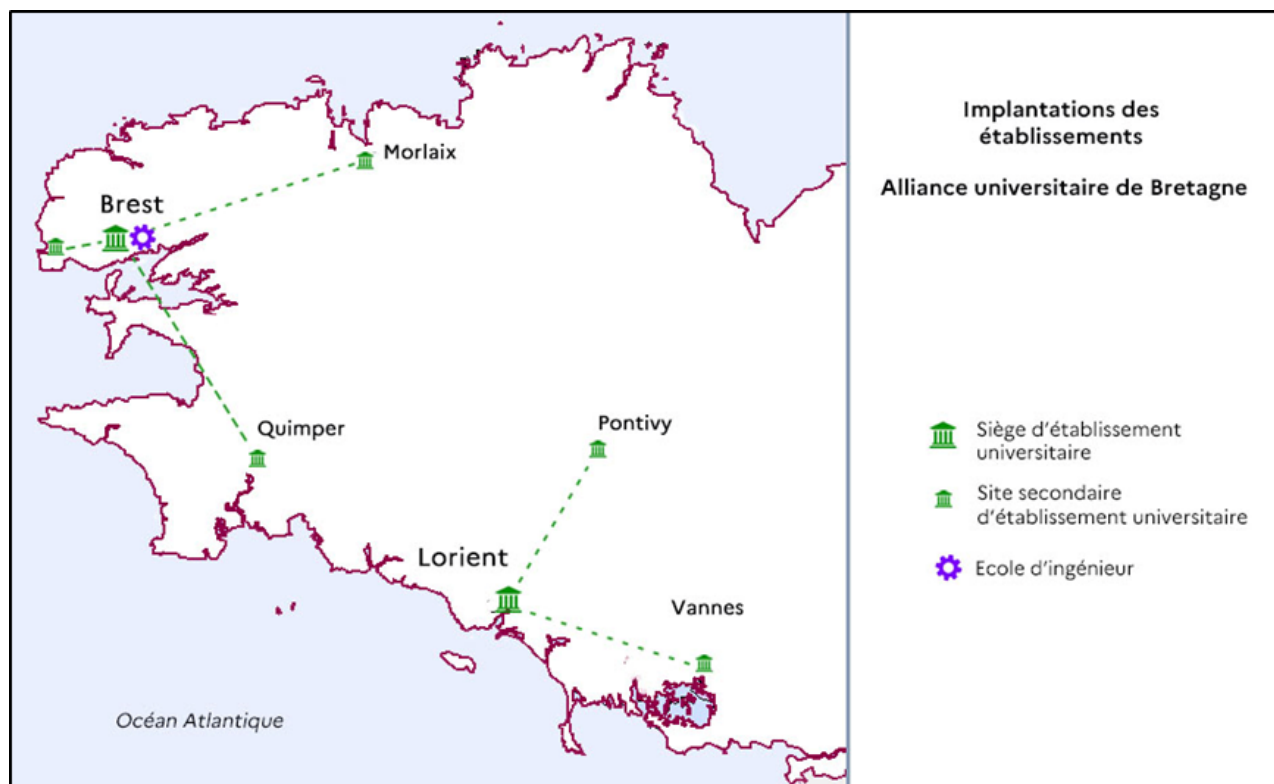 Morlaix
Brest
Quimper
Pontivy
Lorient
Vannes
Océan Atlantique
Implantations des
établissements
Alliance universitaire de Bretagne
Siège d'établissement
universitaire
Site secondaire
d'établissement universitaire
Ecole d'ingénieur